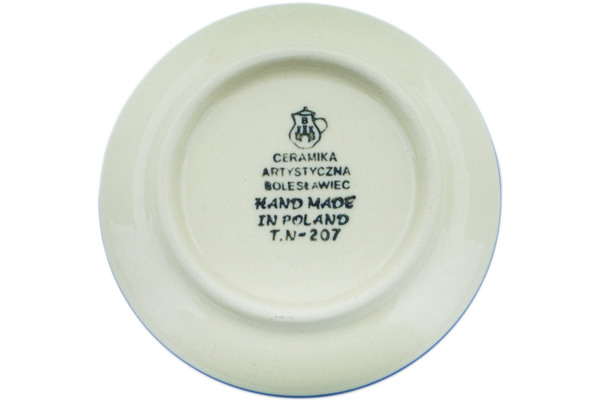 B
CERAMIKA
ARTYSTYCZNA
BOLESŁAWIEC
HAND MADE
IN POLAND
T.N-207